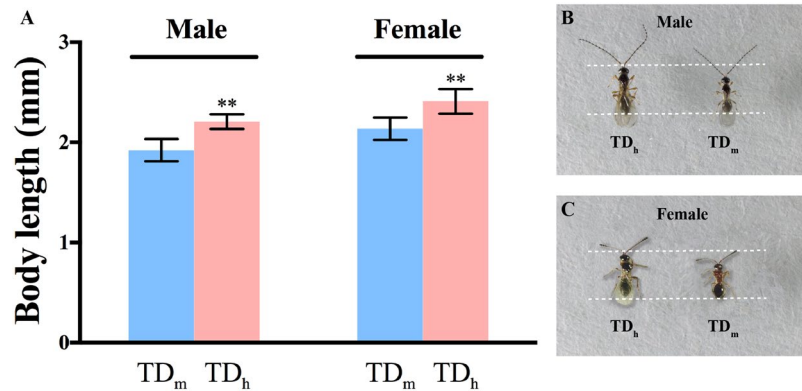 A
Male
Female
Body length (mm)
3
2
1
0
**
**
TDm
TDh
TDm
TDh
B
Male
TDh
TDm
C
Female
TDh
TDm